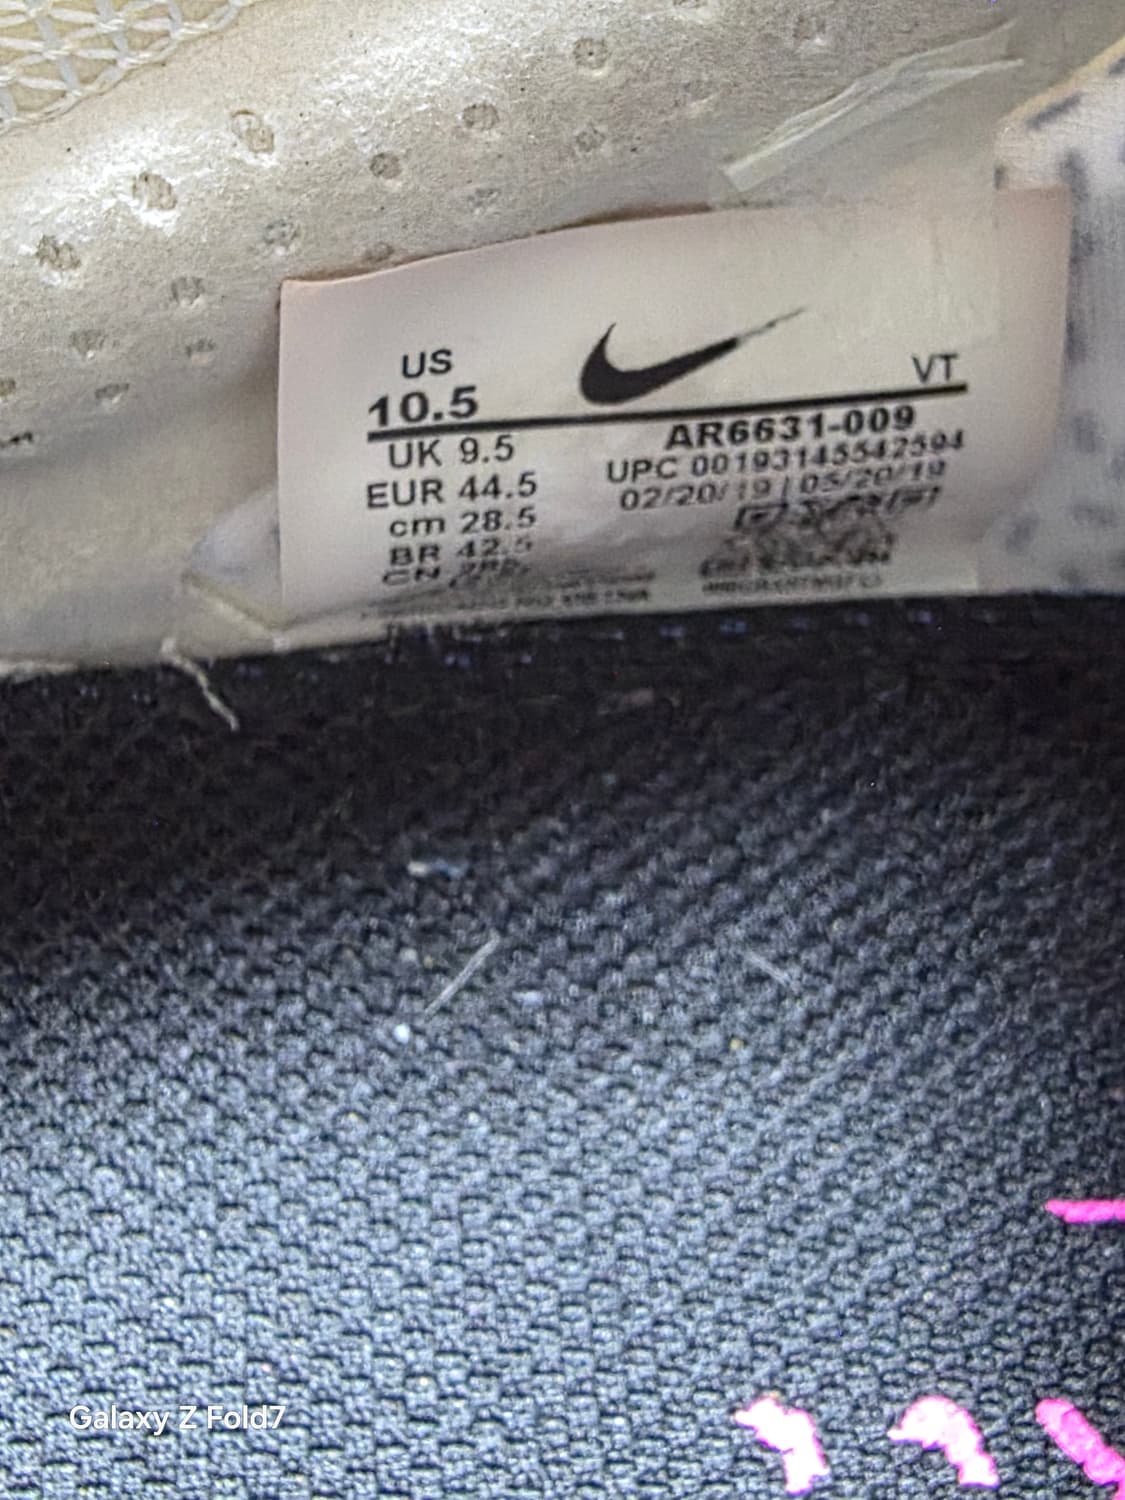 US
10.5
VT
UK 9.5
AR6631-009
EUR 44.5
UPC 00193145542594
cm 28.5
02/20/19 | 05/20/19
BR 42.5
CN
Galaxy Z Fold7